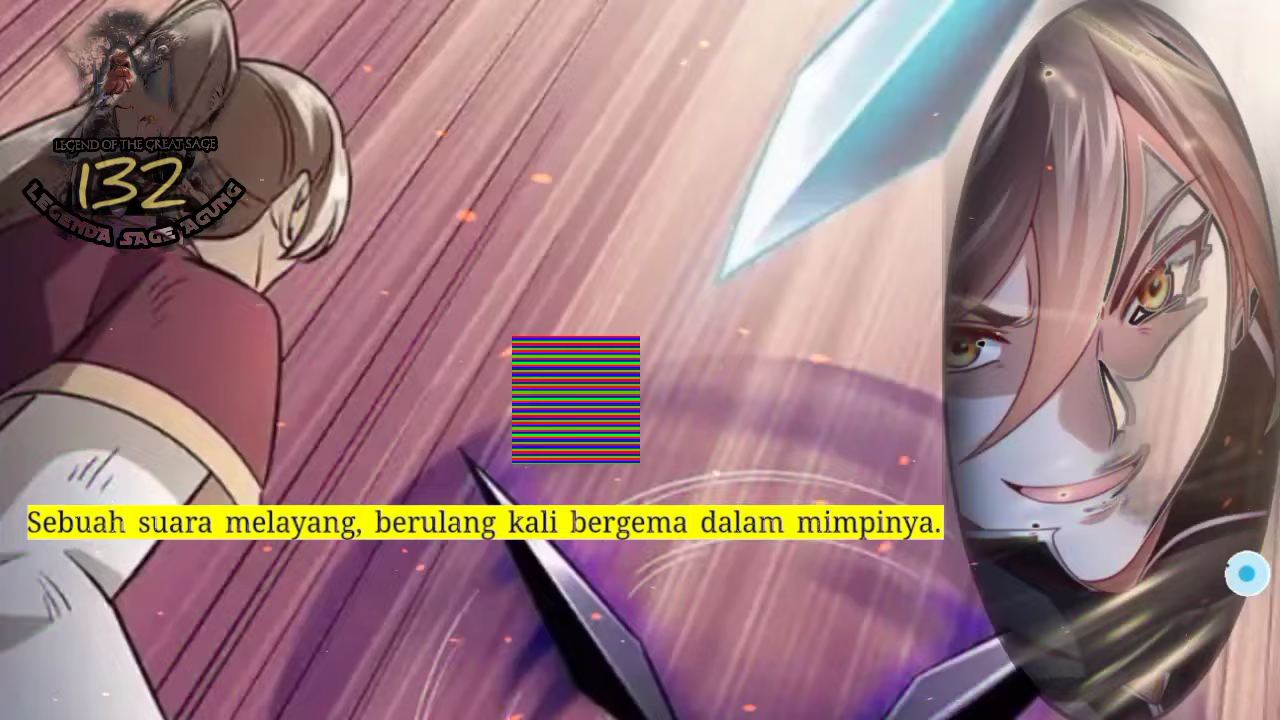 LEGEND OF THE GREAT SAGE
132
LEGENDA SAGE AGUNG
Sebuah suara melayang, berulang kali bergema dalam mimpinya.